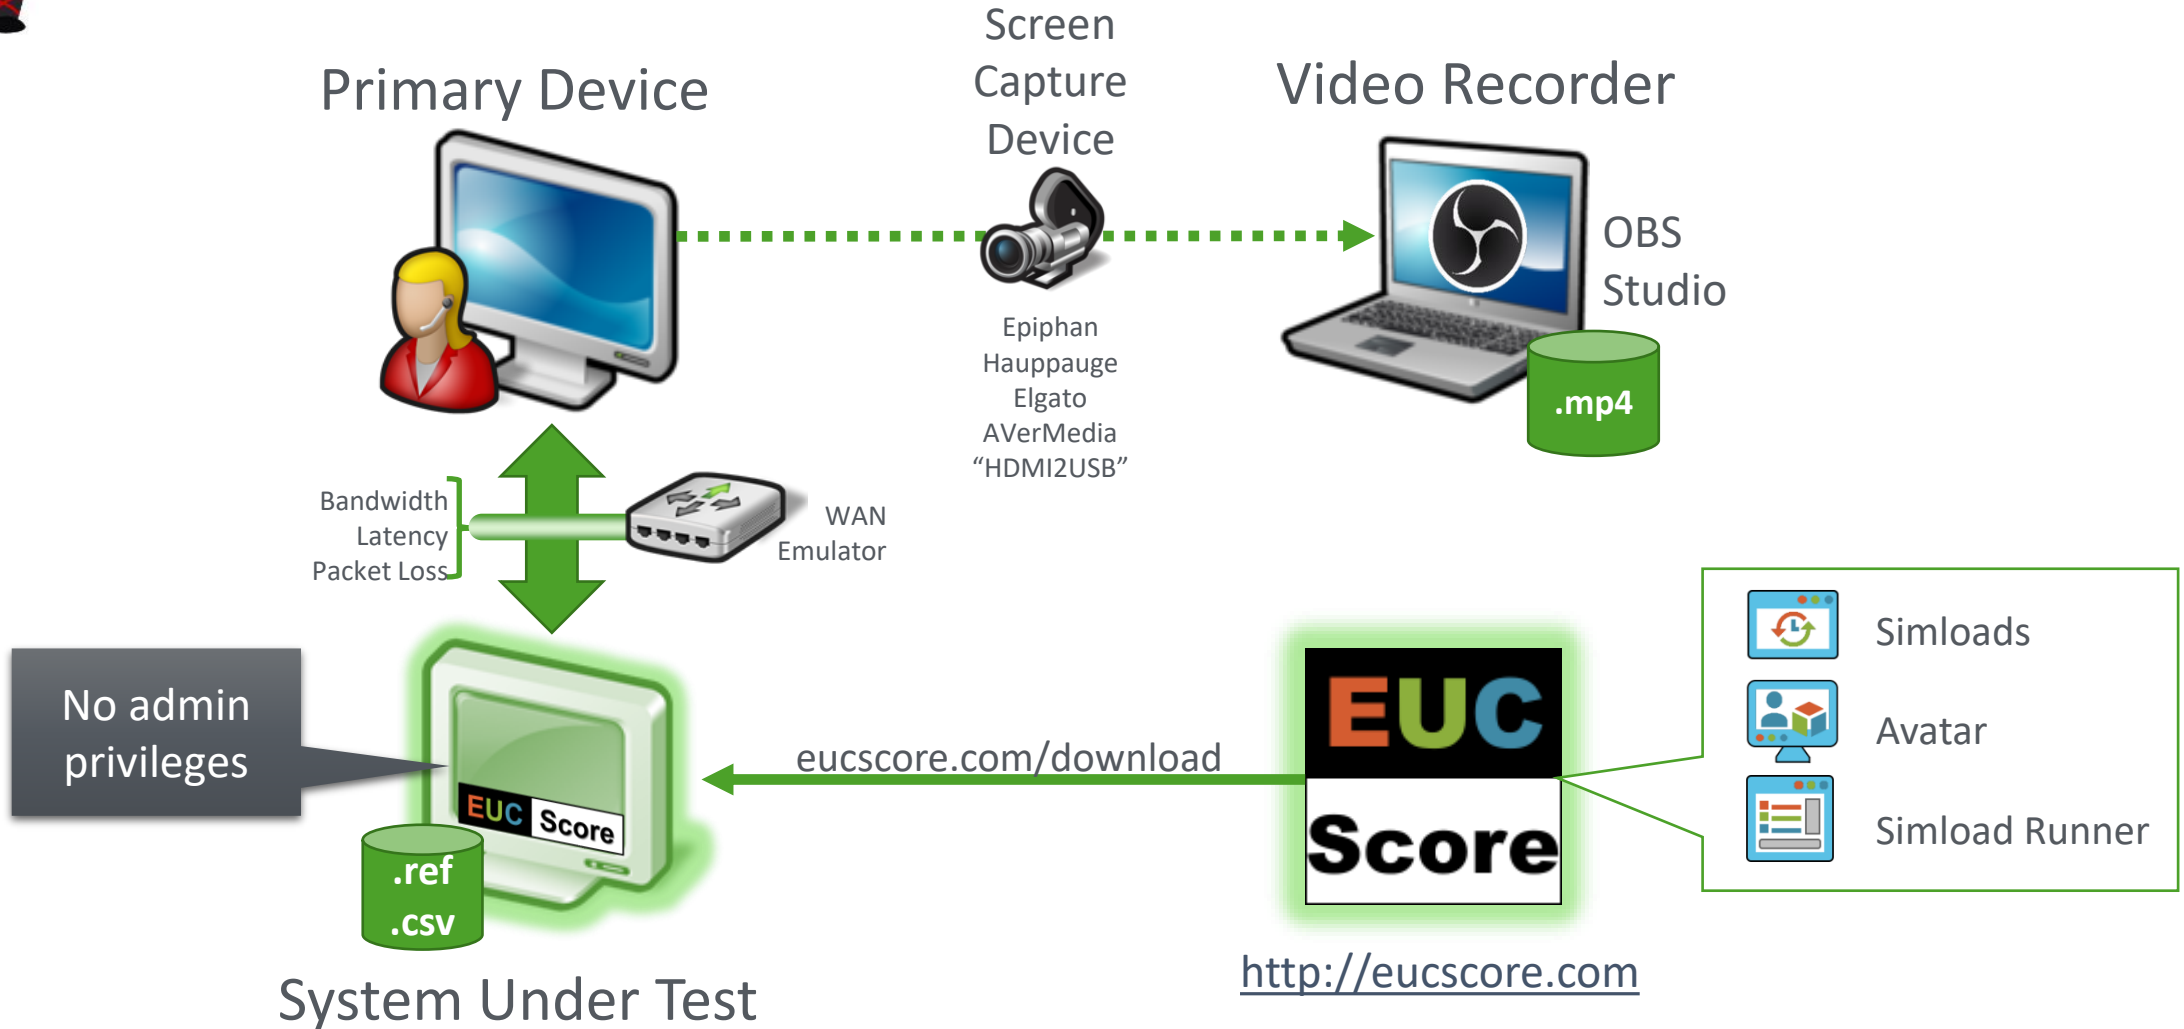 Screen
Capture
Device
Primary Device
Video Recorder
OBS
Studio
Epiphan
Hauppauge
Elgato
AVerMedia
“HDMI2USB”
.mp4
Bandwidth
Latency
Packet Loss
WAN
Emulator
No admin
privileges
EUC Score
.ref
.csv
System Under Test
eucscore.com/download
EUC
Score
http://eucscore.com
Simloads
Avatar
Simload Runner